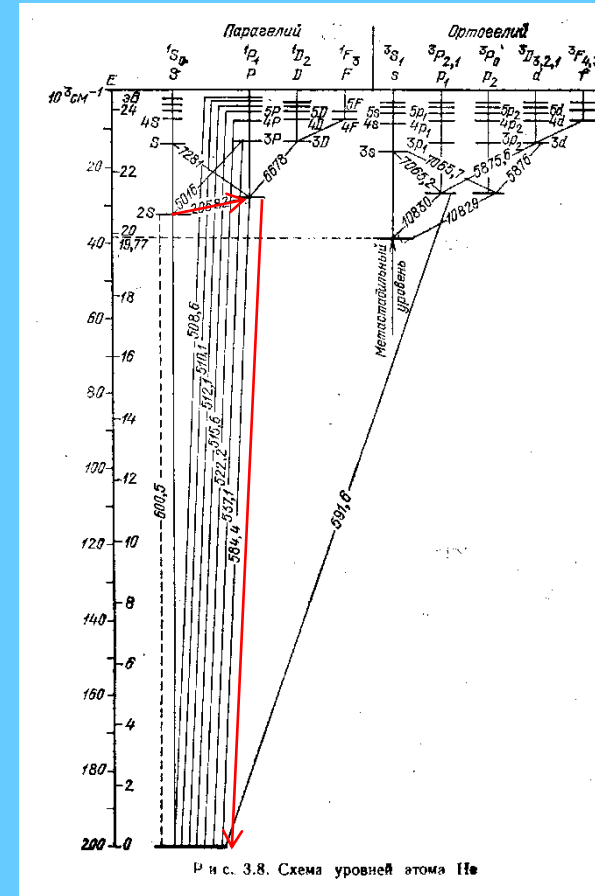 Парагелий Ортогелий
¹S₀ ¹P₁ ¹D₂ ¹F₃ ³S₁ ³P₂,₁ ³P₀ ³D₃,₂,₁ ³F₄,₃
S P D F s p₁ p₂ d f
E
10³см⁻¹
24
4S 5P 4P 5D 4D 5F 4F 5s 4s 5p₁ 4p₁ 5p₂ 4p₂ 5d 4d
S 7281 3P 3D 3s 3p₁ 3p₂ 3d
20 22 5016 6678 7065,2 7065,7 5875,6 5876
2S 10830 10829
20
40 19,77
Метастабильный уровень
18
60
16
80
14
100
12
120 10
140 8
6
160
4
180
2
200 0
600,5 508,6 510,1 512,1 515,6 522,2 537,1 584,4 591,6
Рис. 3.8. Схема уровней атома Не